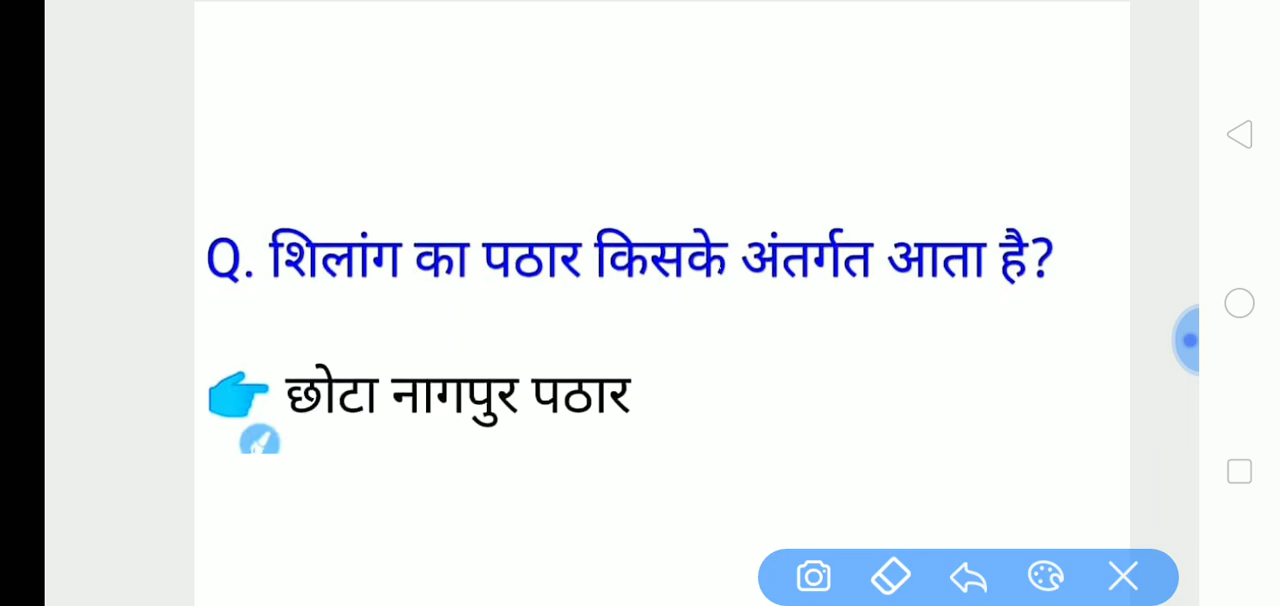 Q. शिलांग का पठार किसके अंतर्गत आता है?
छोटा नागपुर पठार